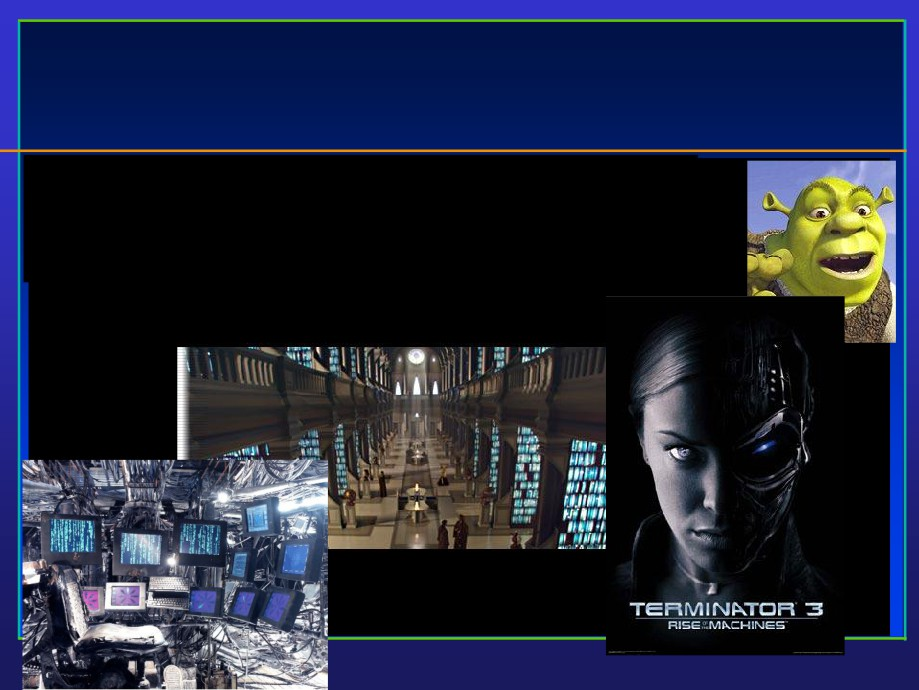 TERMINATOR 3
RISE OF THE MACHINES